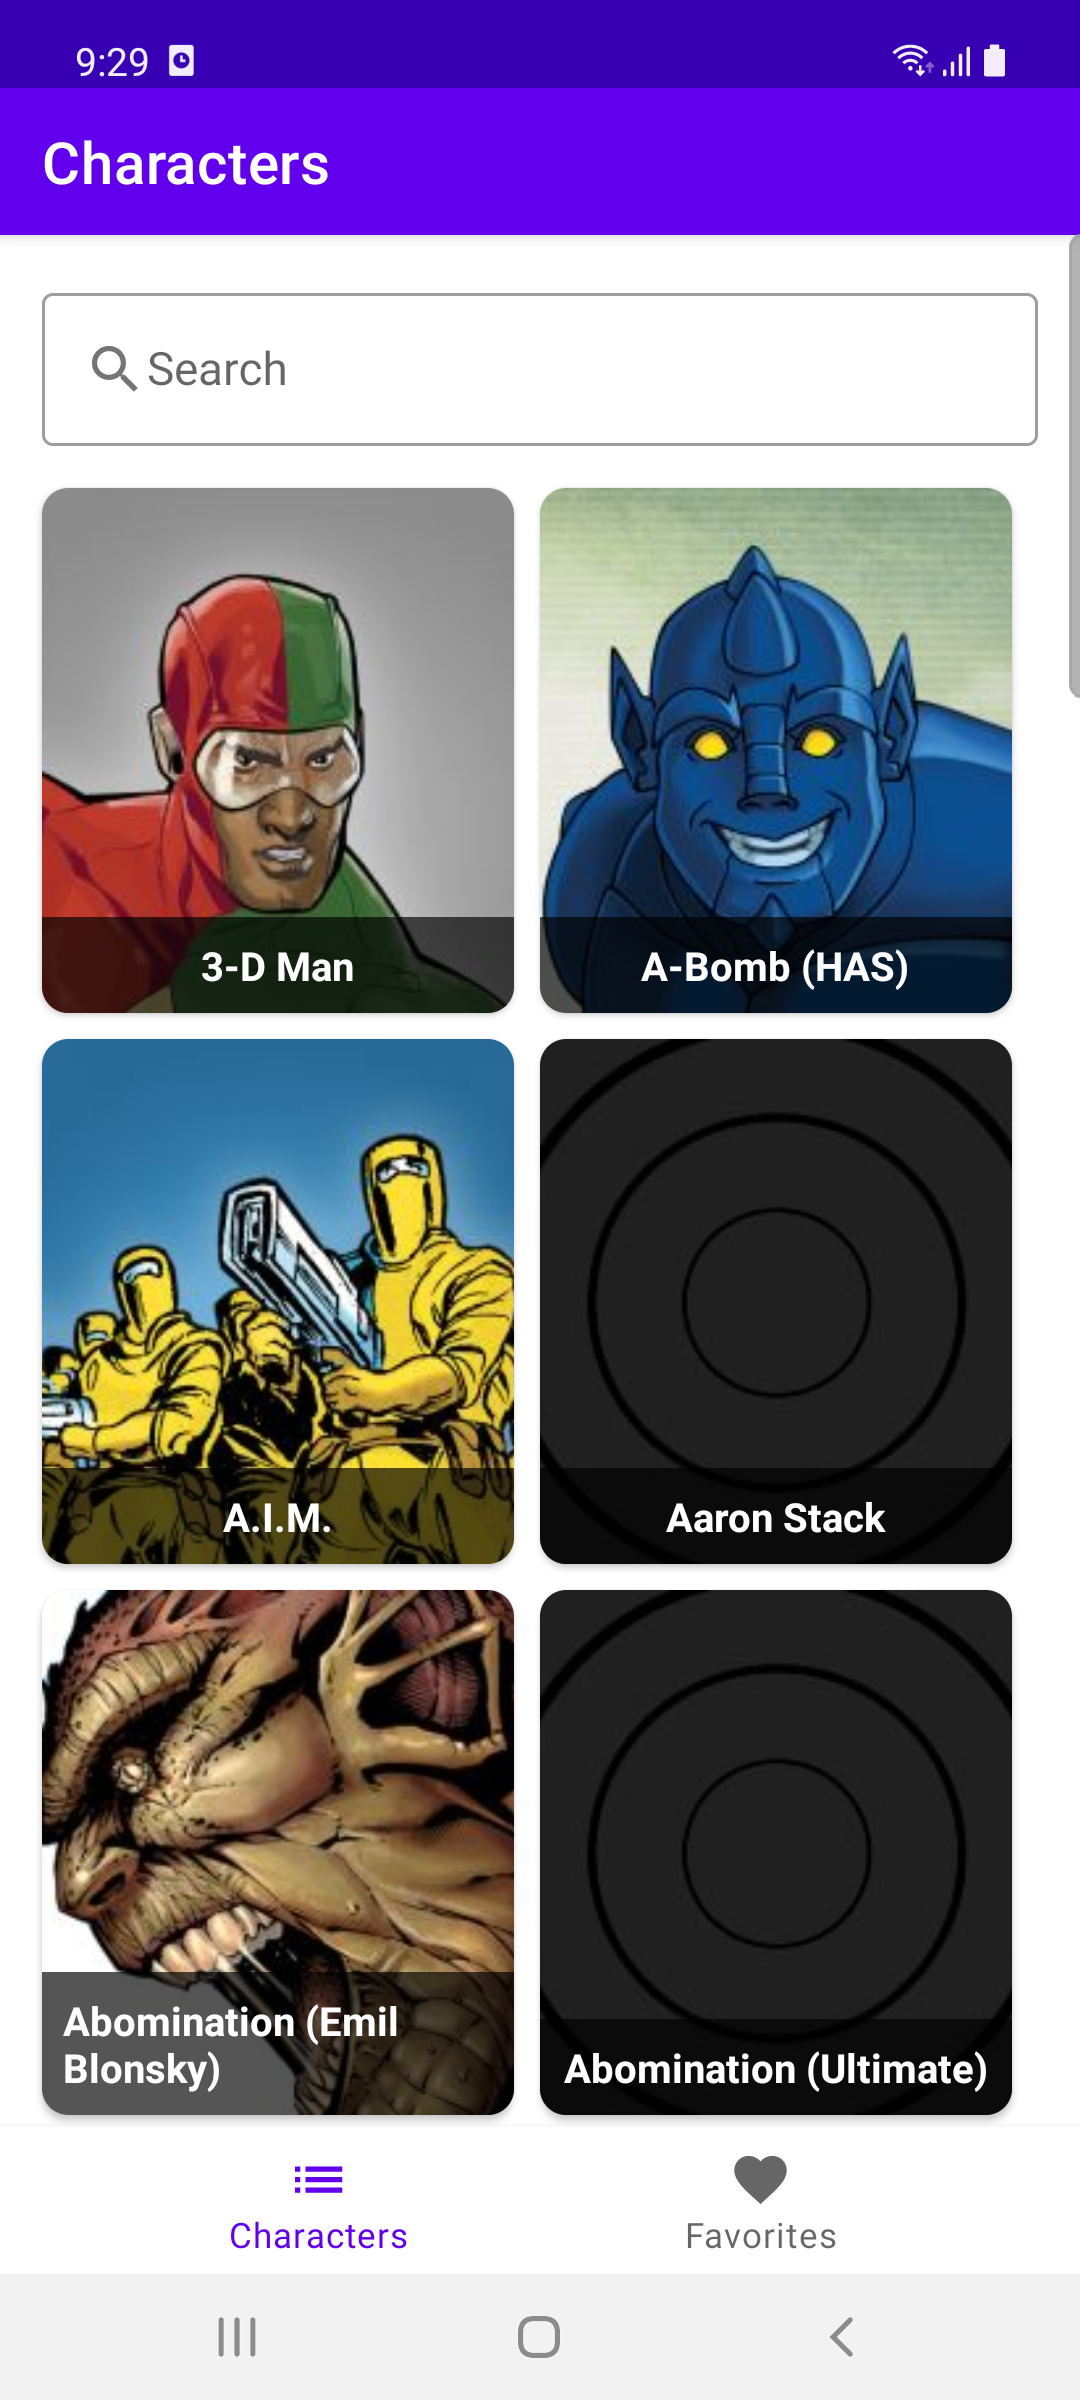 9:29
Characters
Search
3-D Man
A-Bomb (HAS)
A.I.M.
Aaron Stack
Abomination (Emil
Blonsky)
Abomination (Ultimate)
Characters
Favorites